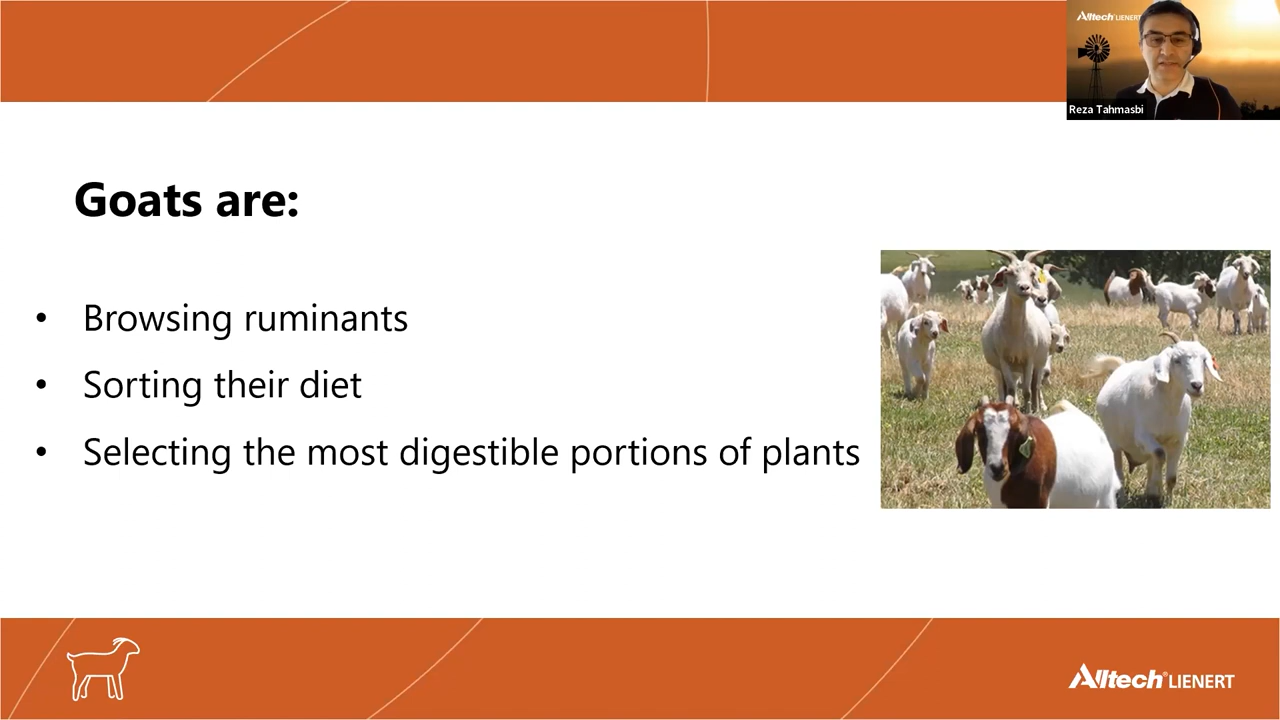 Alltech® LIENERT
Reza Tahmasbi
Goats are:
• Browsing ruminants
• Sorting their diet
• Selecting the most digestible portions of plants
Alltech® LIENERT